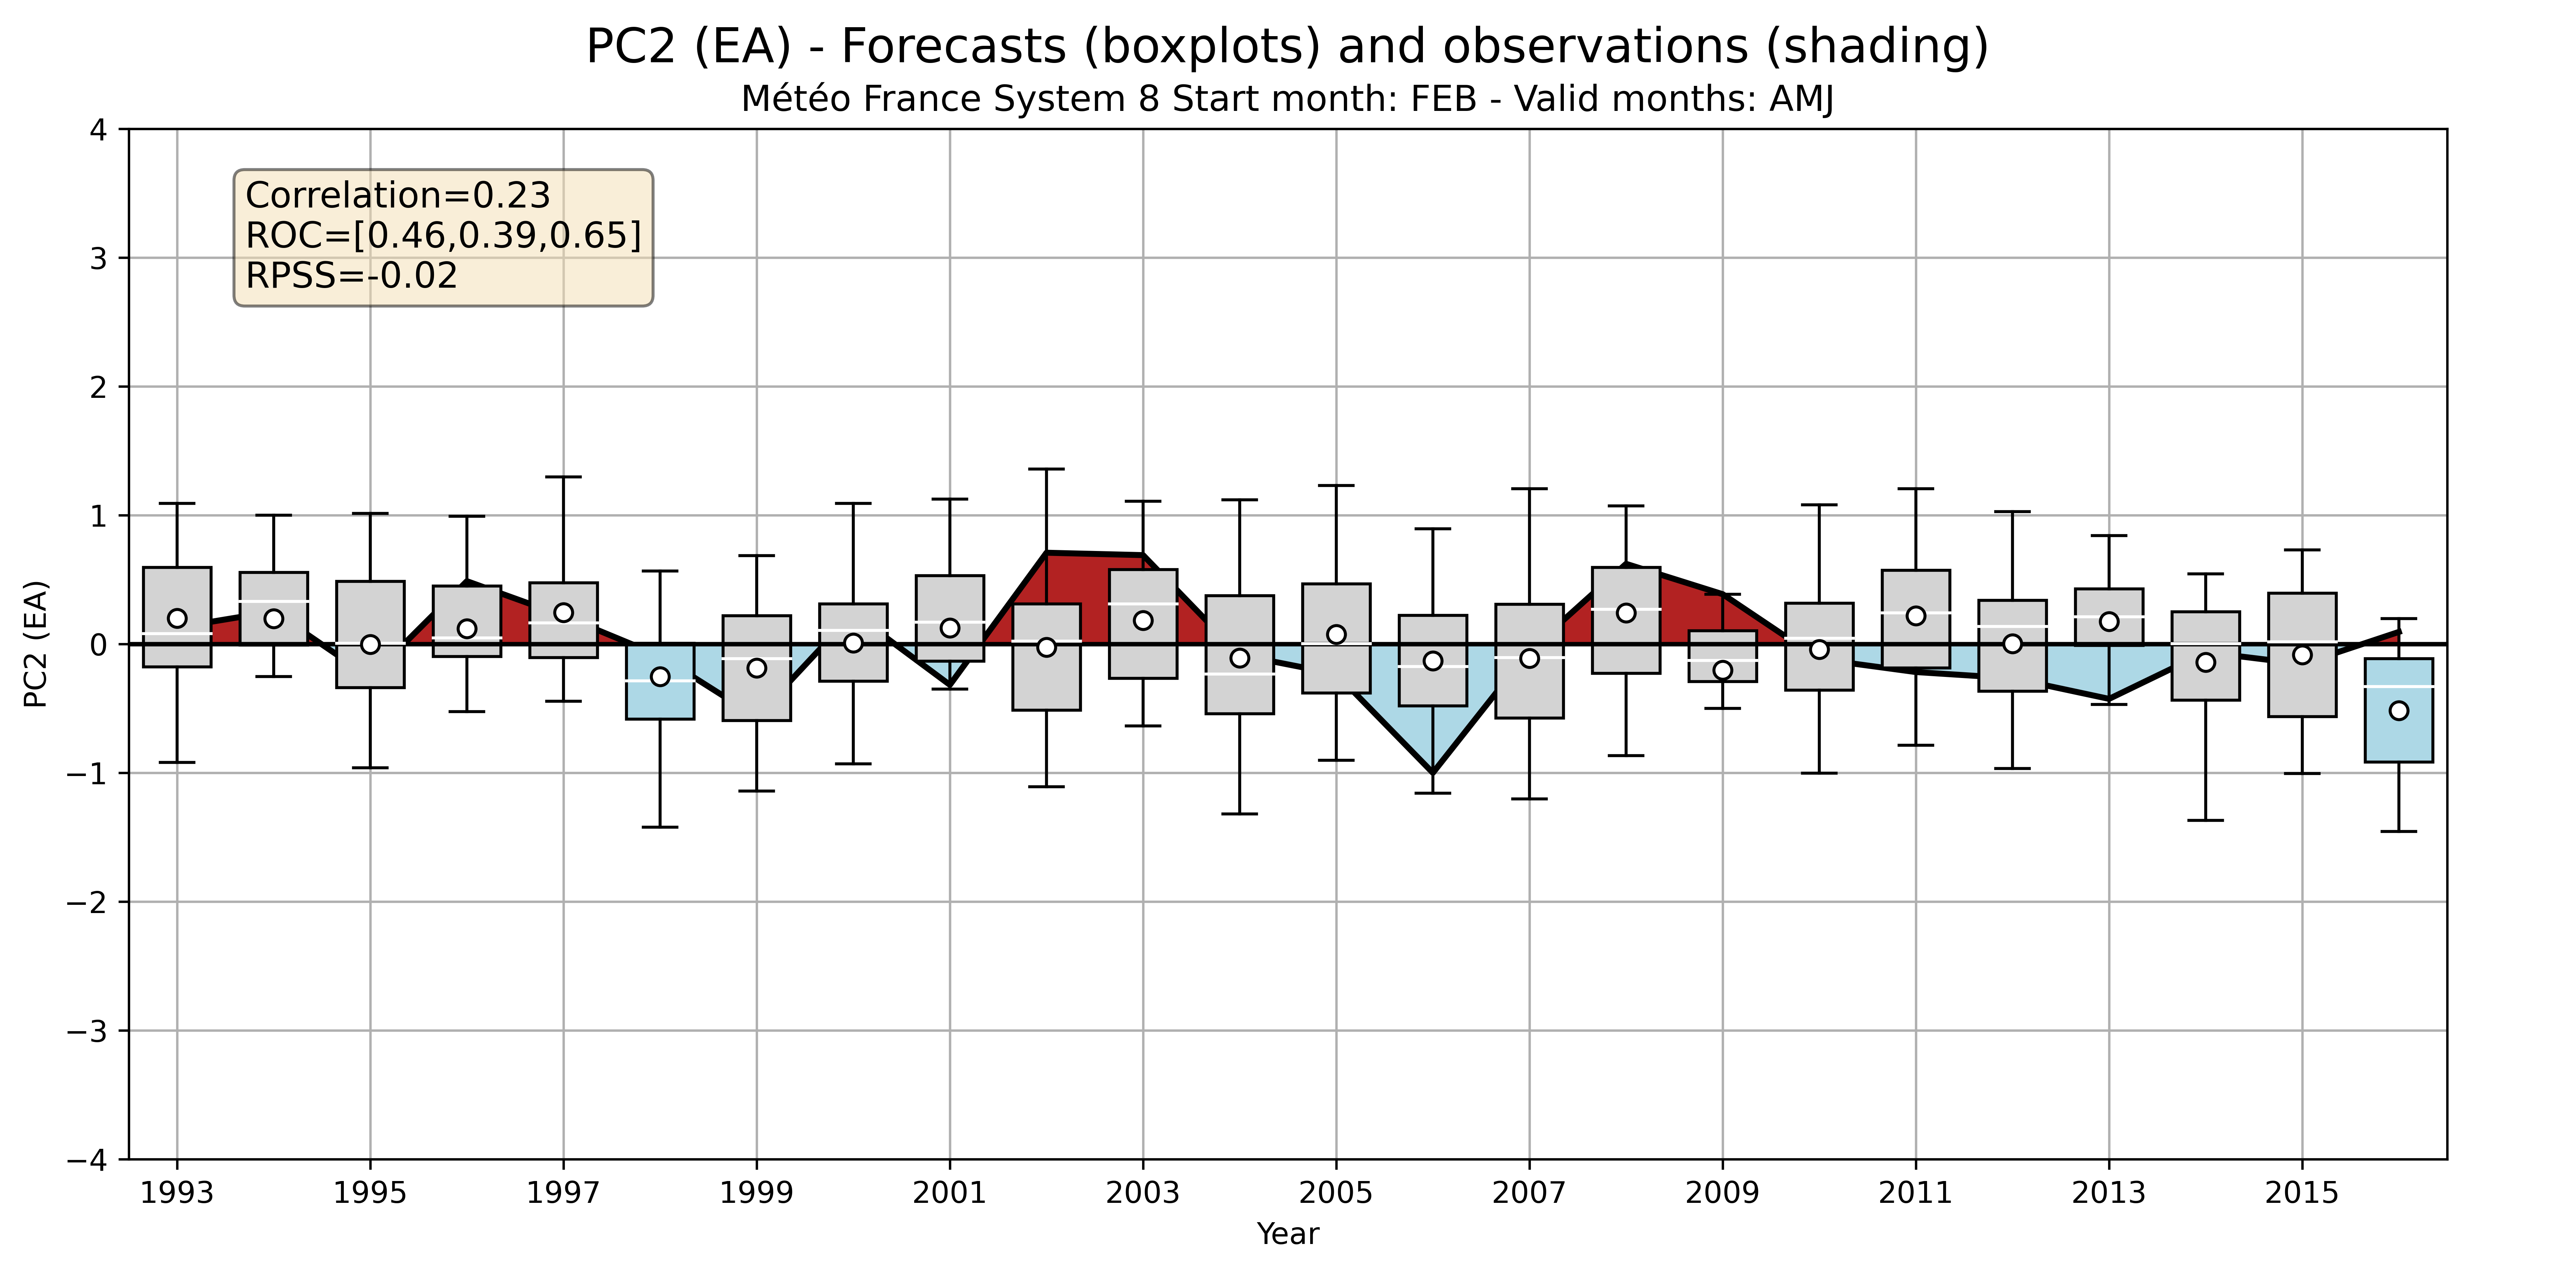 PC2 (EA) - Forecasts (boxplots) and observations (shading)
Météo France System 8 Start month: FEB - Valid months: AMJ
Correlation=0.23
ROC=[0.46,0.39,0.65]
RPSS=-0.02
PC2 (EA)
4
3
2
1
0
−1
−2
−3
−4
1993 1995 1997 1999 2001 2003 2005 2007 2009 2011 2013 2015
Year